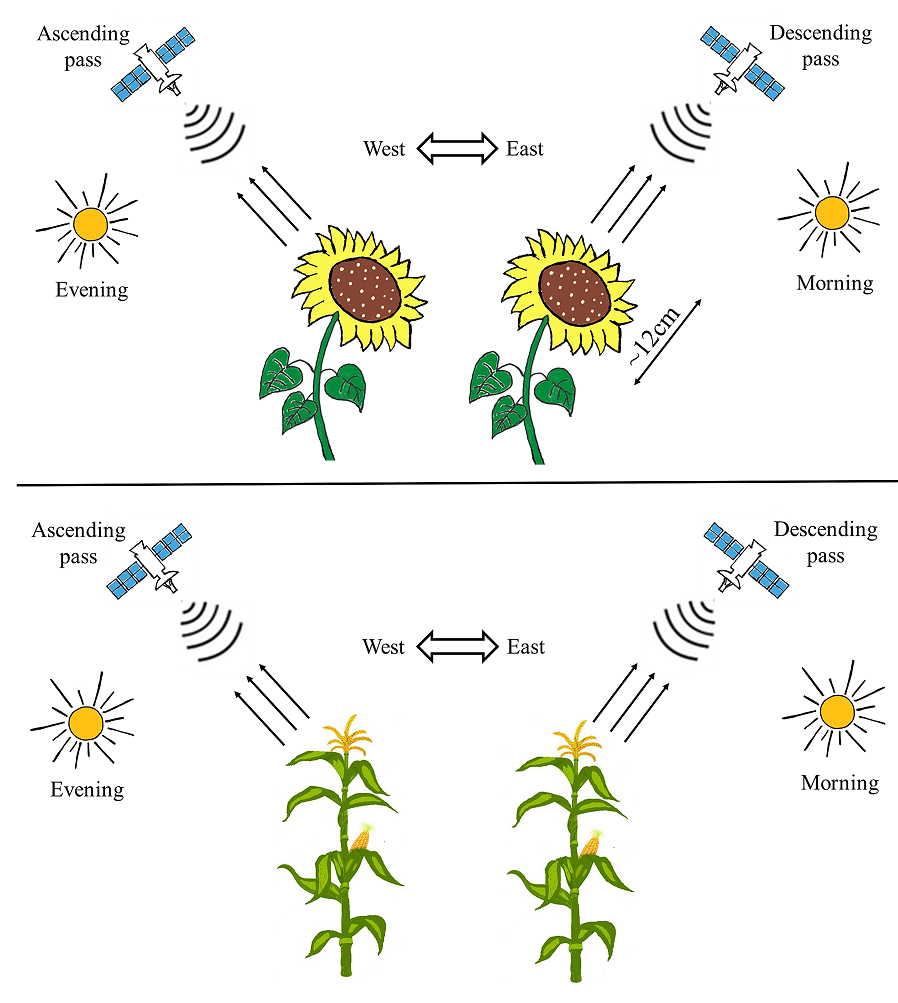 Ascending
pass
Descending
pass
West
East
Evening
Morning
~12cm
Ascending
pass
Descending
pass
West
East
Evening
Morning